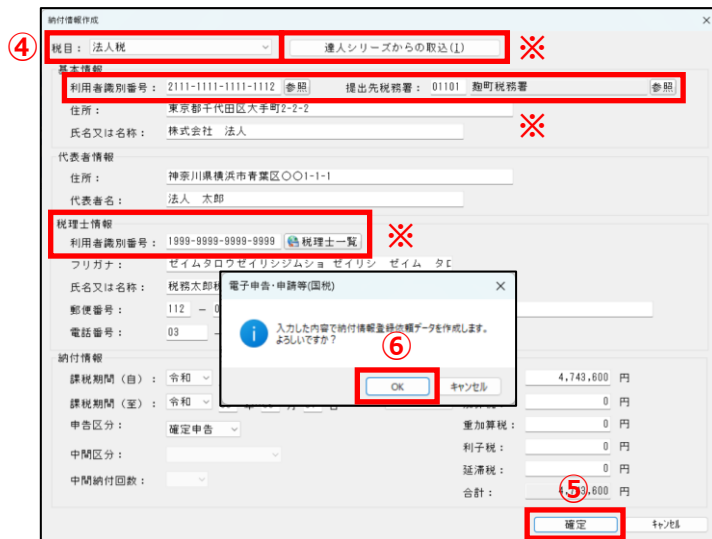 納付情報作成 ×
④ 税目： 法人税 達人シリーズからの取込(I) ※
基本情報
利用者識別番号： 2111-1111-1111-1112 参照 提出先税務署： 01101 麹町税務署 参照
住所： 東京都千代田区大手町2-2-2
氏名又は名称： 株式会社 法人 ※
代表者情報
住所： 神奈川県横浜市青葉区〇〇1-1-1
代表者名： 法人 太郎
税理士情報
利用者識別番号： 1999-9999-9999-9999 税理士一覧 ※
フリガナ： ゼイムタロウゼイリシジムショ ゼイリシ ゼイム タロ
氏名又は名称： 税務太郎
郵便番号： 112 －
電話番号： 03
電子申告・申請等(国税) ×
入力した内容で納付情報登録依頼データを作成します。
よろしいですか？
⑥
OK キャンセル
納付情報
課税期間（自）： 令和 4,743,600 円
課税期間（至）： 令和 0 円
申告区分： 確定申告 重加算税： 0 円
中間区分： 利子税： 0 円
中間納付回数： 延滞税： 0 円
合計： 円
⑤
確定 キャンセル